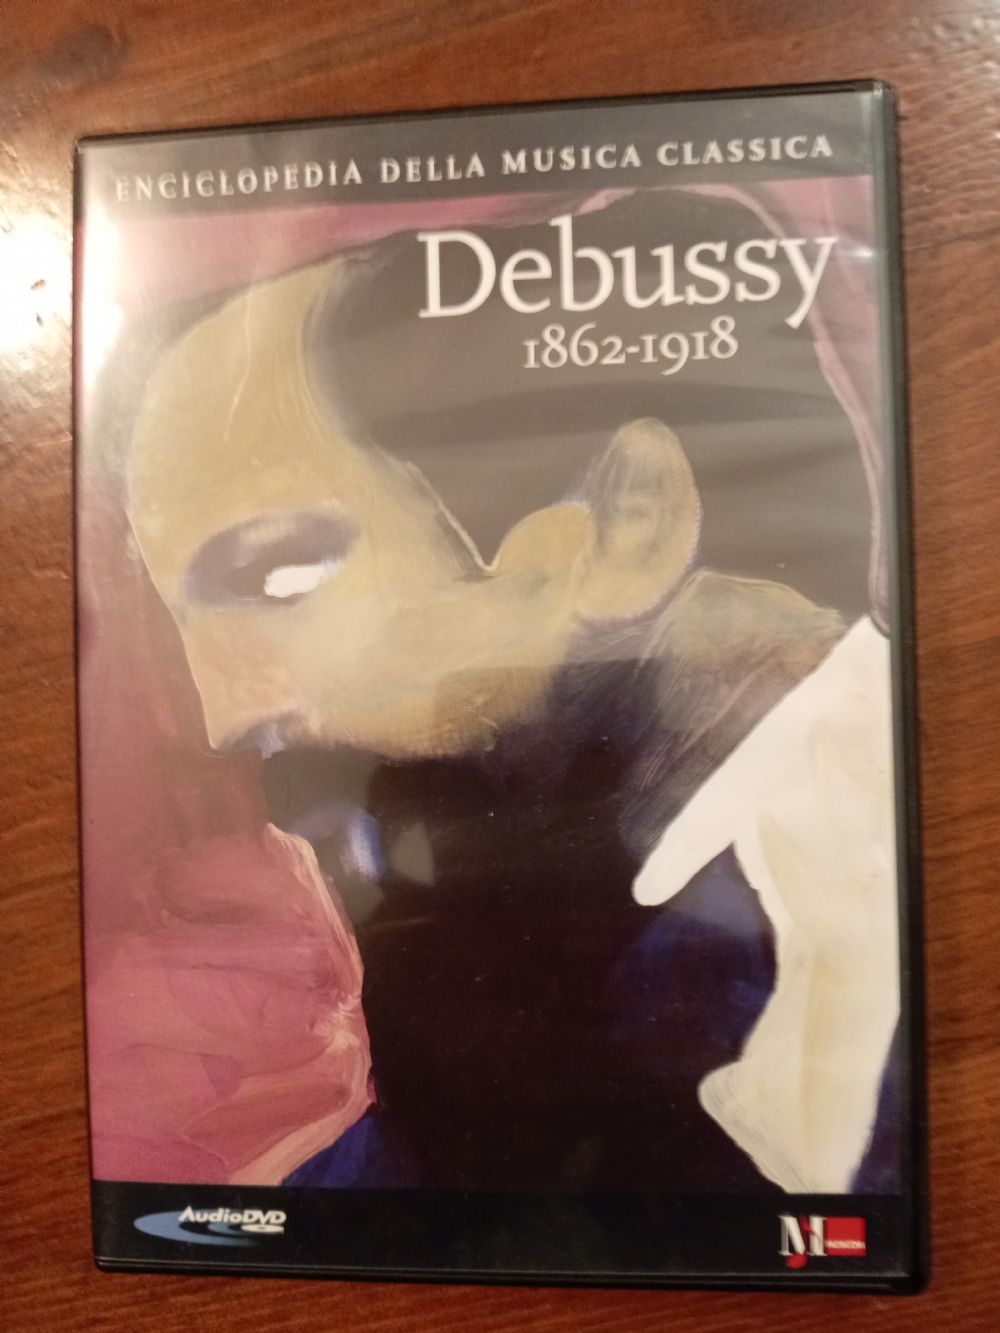 ENCICLOPEDIA DELLA MUSICA CLASSICA
Debussy
1862-1918
AudioDVD